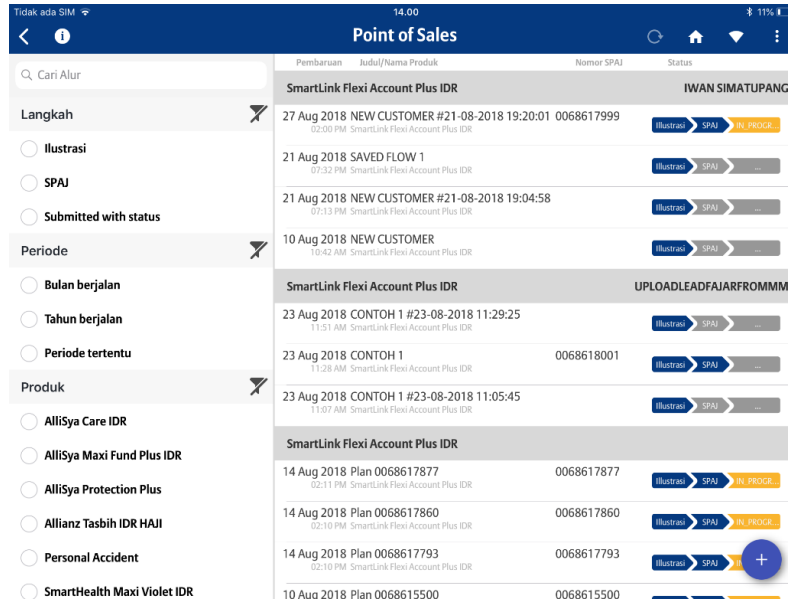 Tidak ada SIM
14.00
11%
Point of Sales
Cari Alur
Langkah
Ilustrasi
SPAJ
Submitted with status
Periode
Bulan berjalan
Tahun berjalan
Periode tertentu
Produk
AlliSya Care IDR
AlliSya Maxi Fund Plus IDR
AlliSya Protection Plus
Allianz Tasbih IDR HAJI
Personal Accident
SmartHealth Maxi Violet IDR
Pembaruan Judul/Nama Produk Nomor SPAJ Status
SmartLink Flexi Account Plus IDR IWAN SIMATUPANG
27 Aug 2018 NEW CUSTOMER #21-08-2018 19:20:01 0068617999
02:00 PM SmartLink Flexi Account Plus IDR
Illustrasi SPAJ IN_PROGR...
21 Aug 2018 SAVED FLOW 1
07:32 PM SmartLink Flexi Account Plus IDR
Illustrasi SPAJ ...
21 Aug 2018 NEW CUSTOMER #21-08-2018 19:04:58
07:13 PM SmartLink Flexi Account Plus IDR
Illustrasi SPAJ ...
10 Aug 2018 NEW CUSTOMER
10:42 AM SmartLink Flexi Account Plus IDR
Illustrasi SPAJ ...
SmartLink Flexi Account Plus IDR UPLOADLEADFAJARFROMMM
23 Aug 2018 CONTOH 1 #23-08-2018 11:29:25
11:51 AM SmartLink Flexi Account Plus IDR
Illustrasi SPAJ ...
23 Aug 2018 CONTOH 1 0068618001
11:28 AM SmartLink Flexi Account Plus IDR
Illustrasi SPAJ ...
23 Aug 2018 CONTOH 1 #23-08-2018 11:05:45
11:07 AM SmartLink Flexi Account Plus IDR
Illustrasi SPAJ ...
SmartLink Flexi Account Plus IDR
14 Aug 2018 Plan 0068617877 0068617877
02:11 PM SmartLink Flexi Account Plus IDR
Illustrasi SPAJ IN_PROGR...
14 Aug 2018 Plan 0068617860 0068617860
02:10 PM SmartLink Flexi Account Plus IDR
Illustrasi SPAJ IN_PROGR...
14 Aug 2018 Plan 0068617793 0068617793
02:10 PM SmartLink Flexi Account Plus IDR
Illustrasi SPAJ
10 Aug 2018 Plan 0068615500 0068615500